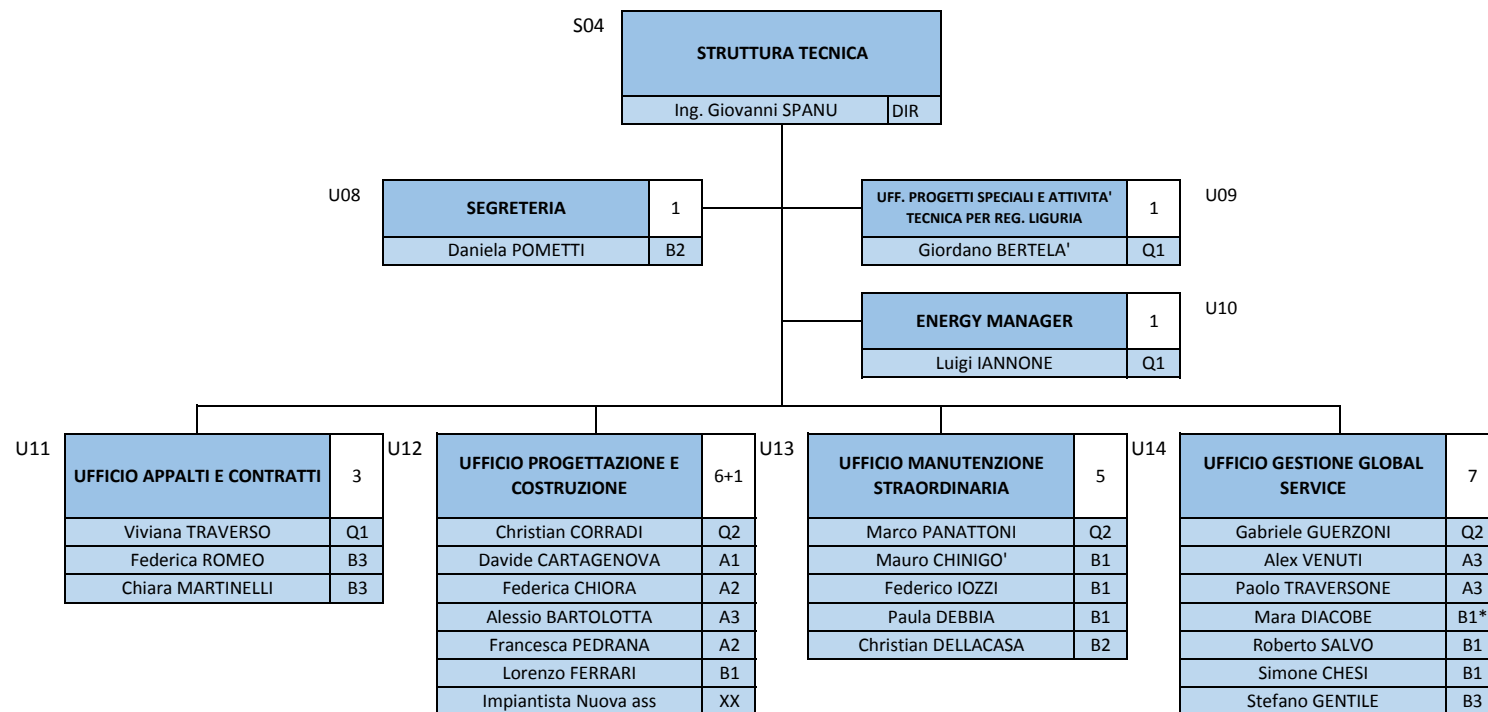 S04
STRUTTURA TECNICA
Ing. Giovanni SPANU DIR
U08
SEGRETERIA 1
Daniela POMETTI B2
UFF. PROGETTI SPECIALI E ATTIVITA'
TECNICA PER REG. LIGURIA
1
U09
Giordano BERTELA' Q1
ENERGY MANAGER 1
U10
Luigi IANNONE Q1
U11
UFFICIO APPALTI E CONTRATTI 3
Viviana TRAVERSO Q1
Federica ROMEO B3
Chiara MARTINELLI B3
U12
UFFICIO PROGETTAZIONE E
COSTRUZIONE
6+1
Christian CORRADI Q2
Davide CARTAGENOVA A1
Federica CHIORA A2
Alessio BARTOLOTTA A3
Francesca PEDRANA A2
Lorenzo FERRARI B1
Impiantista Nuova ass XX
U13
UFFICIO MANUTENZIONE
STRAORDINARIA
5
Marco PANATTONI Q2
Mauro CHINIGO' B1
Federico IOZZI B1
Paula DEBBIA B1
Christian DELLACASA B2
U14
UFFICIO GESTIONE GLOBAL
SERVICE
7
Gabriele GUERZONI Q2
Alex VENUTI A3
Paolo TRAVERSONE A3
Mara DIACOBE B1*
Roberto SALVO B1
Simone CHESI B1
Stefano GENTILE B3